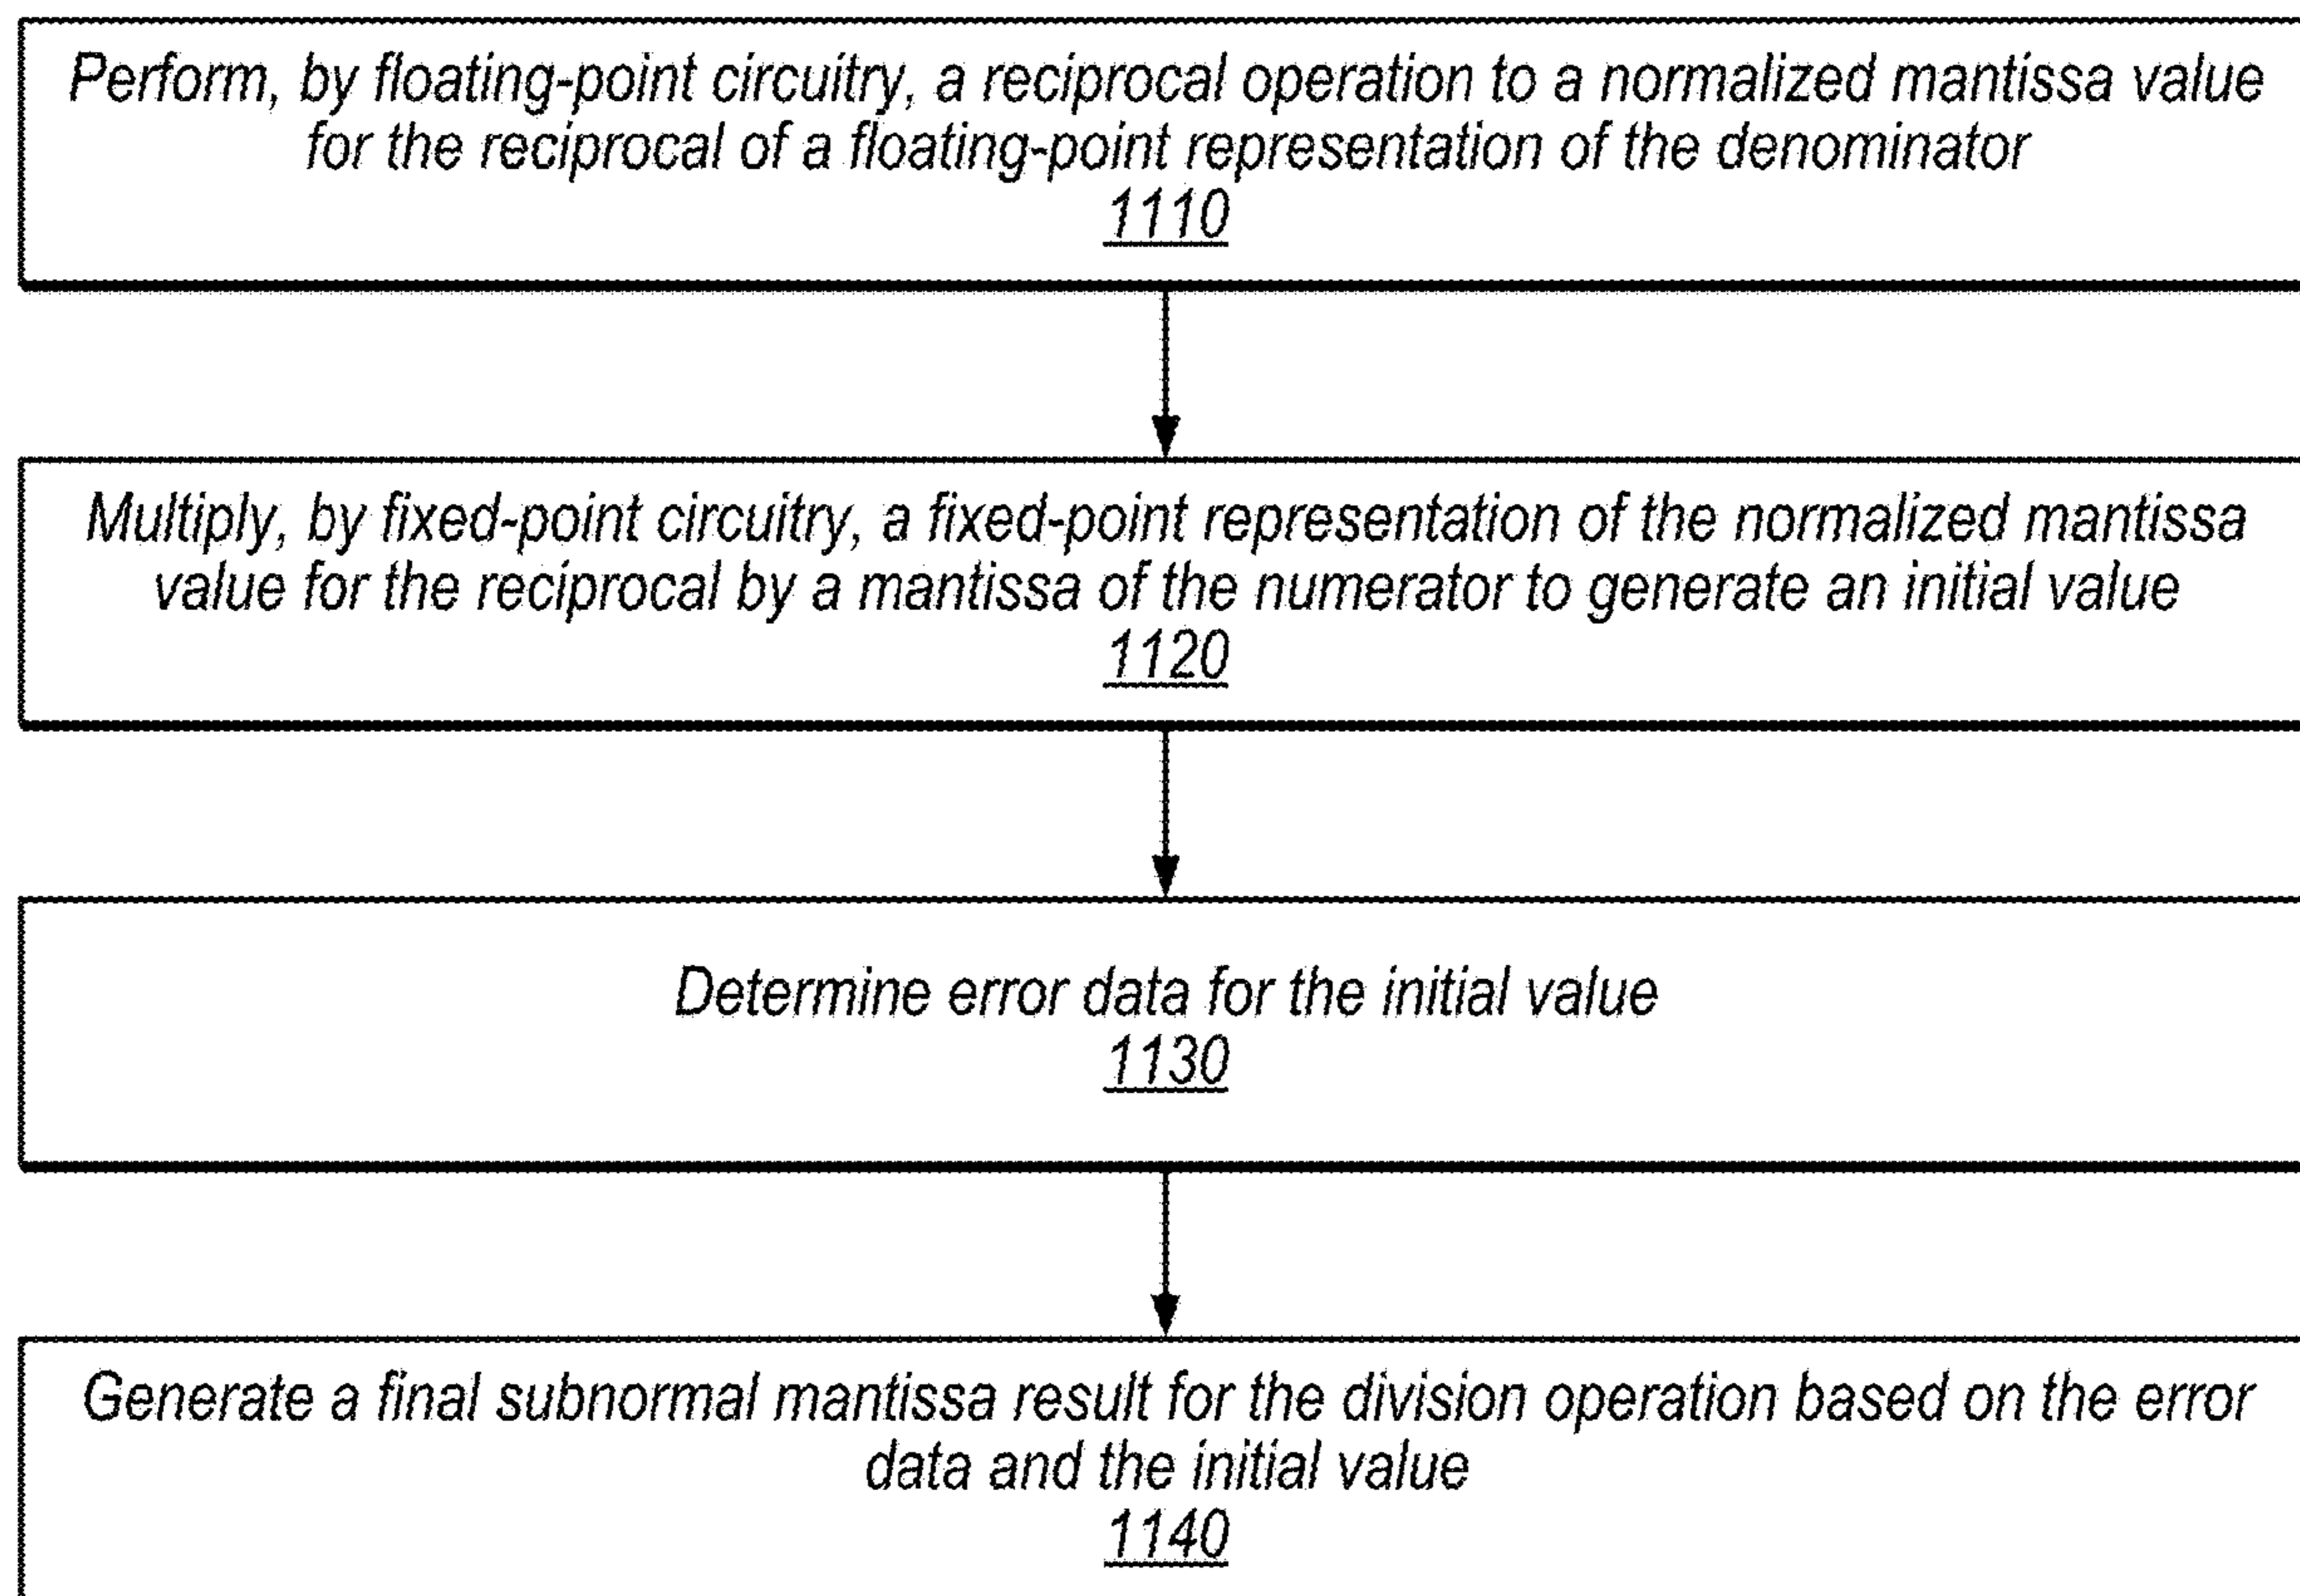 Perform, by floating-point circuitry, a reciprocal operation to a normalized mantissa value
for the reciprocal of a floating-point representation of the denominator
1110
Multiply, by fixed-point circuitry, a fixed-point representation of the normalized mantissa
value for the reciprocal by a mantissa of the numerator to generate an initial value
1120
Determine error data for the initial value
1130
Generate a final subnormal mantissa result for the division operation based on the error
data and the initial value
1140